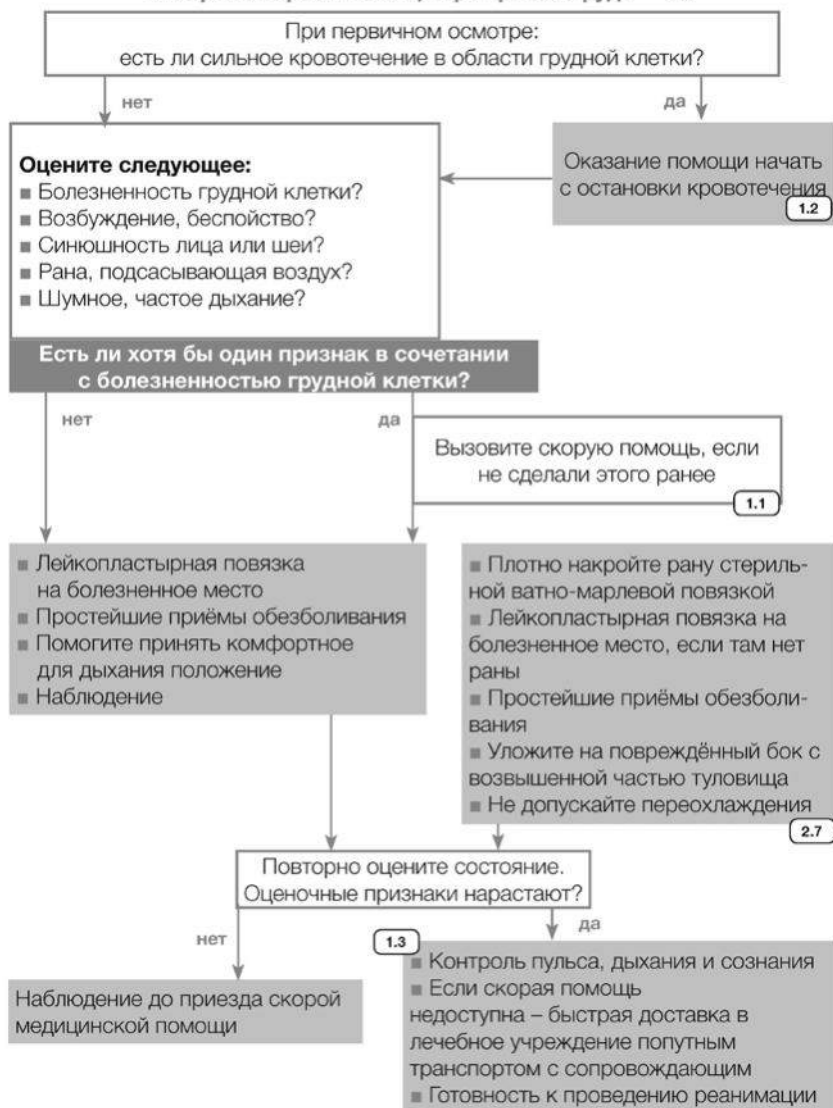 При первичном осмотре:
есть ли сильное кровотечение в области грудной клетки?
нет
да
Оцените следующее:
■ Болезненность грудной клетки?
■ Возбуждение, беспойство?
■ Синюшность лица или шеи?
■ Рана, подсасывающая воздух?
■ Шумное, частое дыхание?
Оказание помощи начать
с остановки кровотечения
1.2
Есть ли хотя бы один признак в сочетании
с болезненностью грудной клетки?
нет
да
Вызовите скорую помощь, если
не сделали этого ранее
1.1
■ Лейкопластырная повязка
на болезненное место
■ Простейшие приёмы обезболивания
■ Помогите принять комфортное
для дыхания положение
■ Наблюдение
■ Плотно накройте рану стериль-
ной ватно-марлевой повязкой
■ Лейкопластырная повязка на
болезненное место, если там нет
раны
■ Простейшие приёмы обезболи-
вания
■ Уложите на повреждённый бок с
возвышенной частью туловища
■ Не допускайте переохлаждения
2.7
Повторно оцените состояние.
Оценочные признаки нарастают?
нет
да
Наблюдение до приезда скорой
медицинской помощи
1.3
■ Контроль пульса, дыхания и сознания
■ Если скорая помощь
недоступна – быстрая доставка в
лечебное учреждение попутным
транспортом с сопровождающим
■ Готовность к проведению реанимации